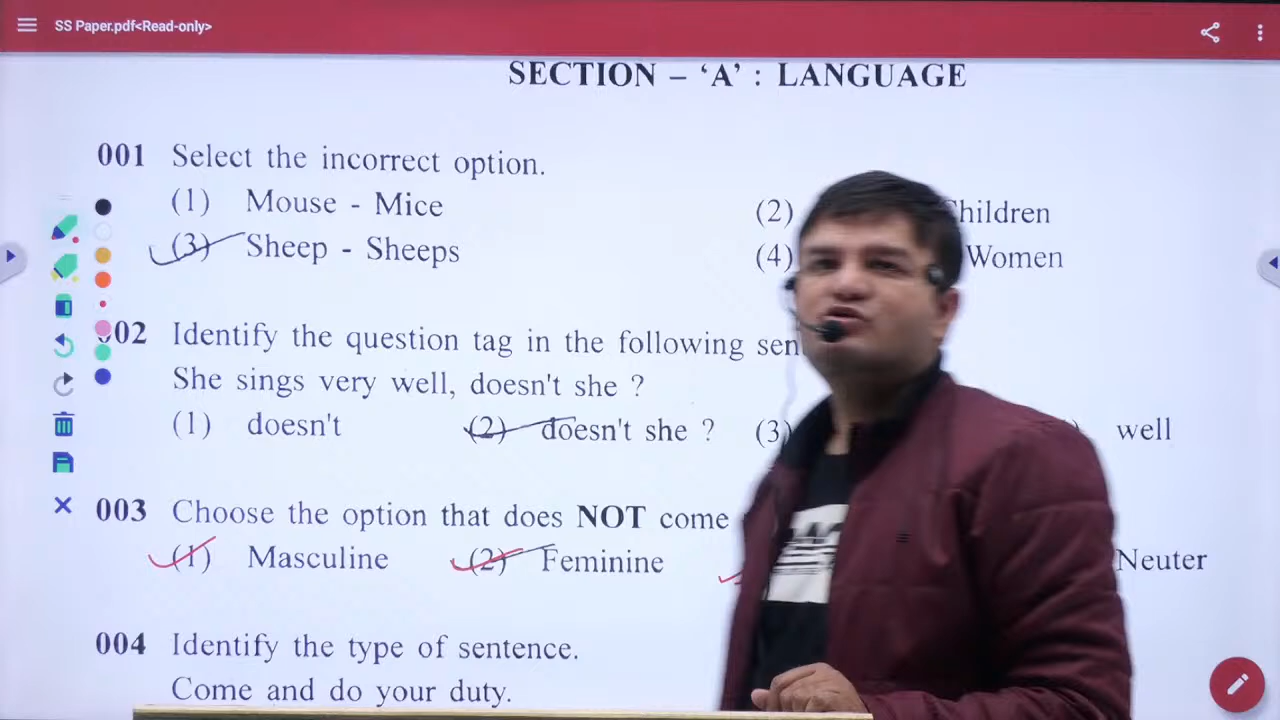 SS Paper.pdf<Read-only>
SECTION – ‘A’ : LANGUAGE
001 Select the incorrect option.
(1) Mouse - Mice (2) Children
(3) Sheep - Sheeps (4) Women
02 Identify the question tag in the following sen
She sings very well, doesn't she ?
(1) doesn't (2) doesn't she ? (3) well
003 Choose the option that does NOT come
(1) Masculine (2) Feminine Neuter
004 Identify the type of sentence.
Come and do your duty.